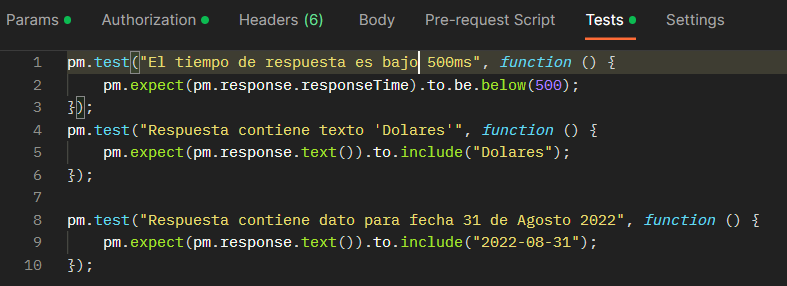 Params Authorization Headers (6) Body Pre-request Script Tests Settings
1 pm.test("El tiempo de respuesta es bajo 500ms", function () {
2 pm.expect(pm.response.responseTime).to.be.below(500);
3 });
4 pm.test("Respuesta contiene texto 'Dolares'", function () {
5 pm.expect(pm.response.text()).to.include("Dolares");
6 });
7
8 pm.test("Respuesta contiene dato para fecha 31 de Agosto 2022", function () {
9 pm.expect(pm.response.text()).to.include("2022-08-31");
10 });